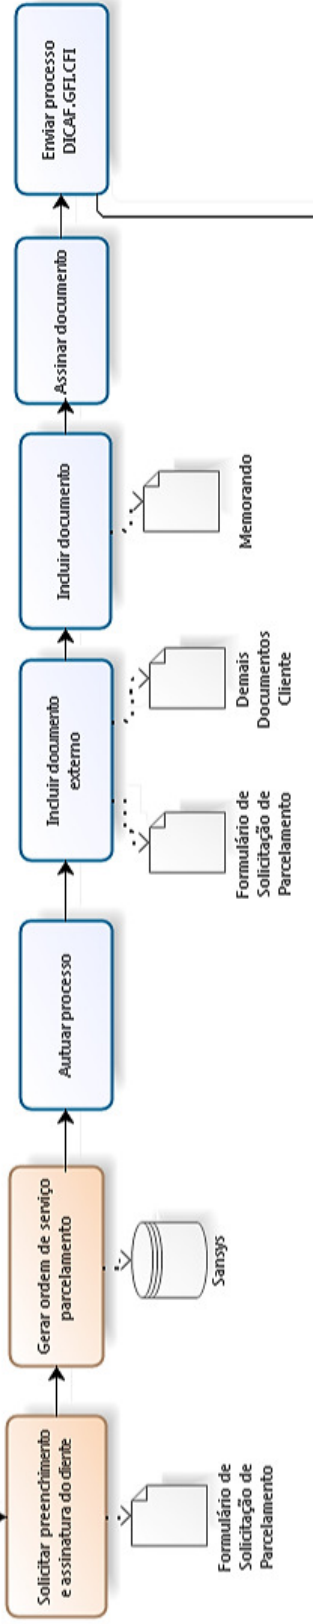 Solicitar preenchimento
e assinatura do cliente
Formulário de
Solicitação de
Parcelamento
Gerar ordem de serviço
parcelamento
Sansys
Autuar processo
Incluir documento
externo
Formulário de
Solicitação de
Parcelamento
Demais
Documentos
Cliente
Incluir documento
Memorando
Assinar documento
Enviar processo
DICAF.GFI.CFI